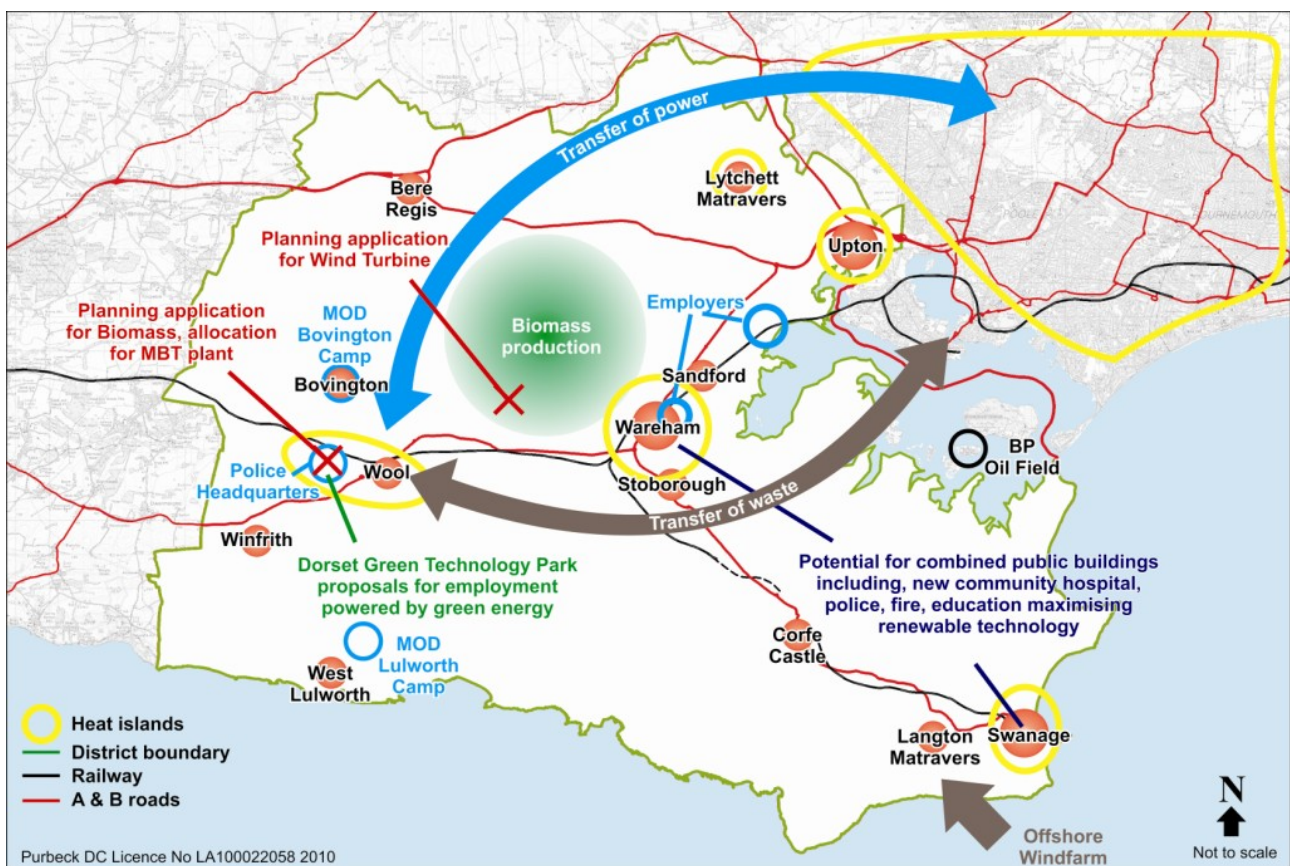 Transfer of power
Bere
Regis
Lytchett
Matravers
Upton
POOLE
BOURNEMOUTH
Planning application
for Wind Turbine
Employers
Planning application
for Biomass, allocation
for MBT plant
MOD
Bovington
Camp
Bovington
Biomass
production
Sandford
Wareham
Police
Headquarters
Wool
Stoborough
BP
Oil Field
Transfer of waste
Winfrith
Dorset Green Technology Park
proposals for employment
powered by green energy
Potential for combined public buildings
including, new community hospital,
police, fire, education maximising
renewable technology
MOD
Lulworth
Camp
West
Lulworth
Corfe
Castle
Langton
Matravers
Swanage
Heat islands
District boundary
Railway
A & B roads
Offshore
Windfarm
N
Not to scale
Purbeck DC Licence No LA100022058 2010